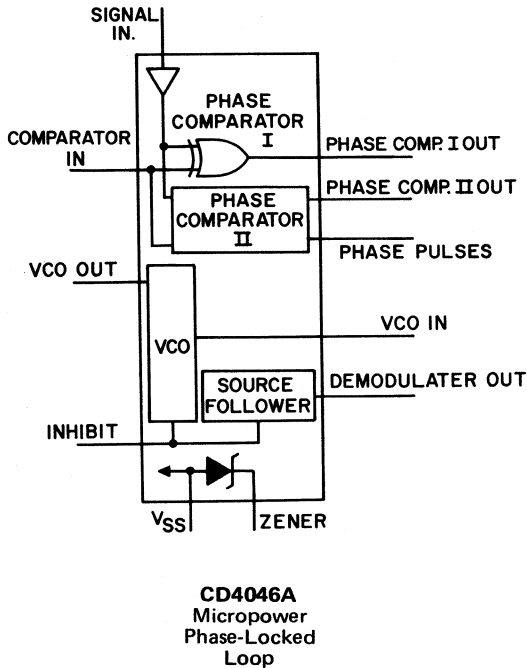 SIGNAL
IN.
PHASE
COMPARATOR
I
COMPARATOR
IN
PHASE COMP. I OUT
PHASE COMP. II OUT
PHASE
COMPARATOR
II
PHASE PULSES
VCO OUT
VCO IN
VCO
SOURCE
FOLLOWER
DEMODULATER OUT
INHIBIT
VSS
ZENER
CD4046A
Micropower
Phase-Locked
Loop